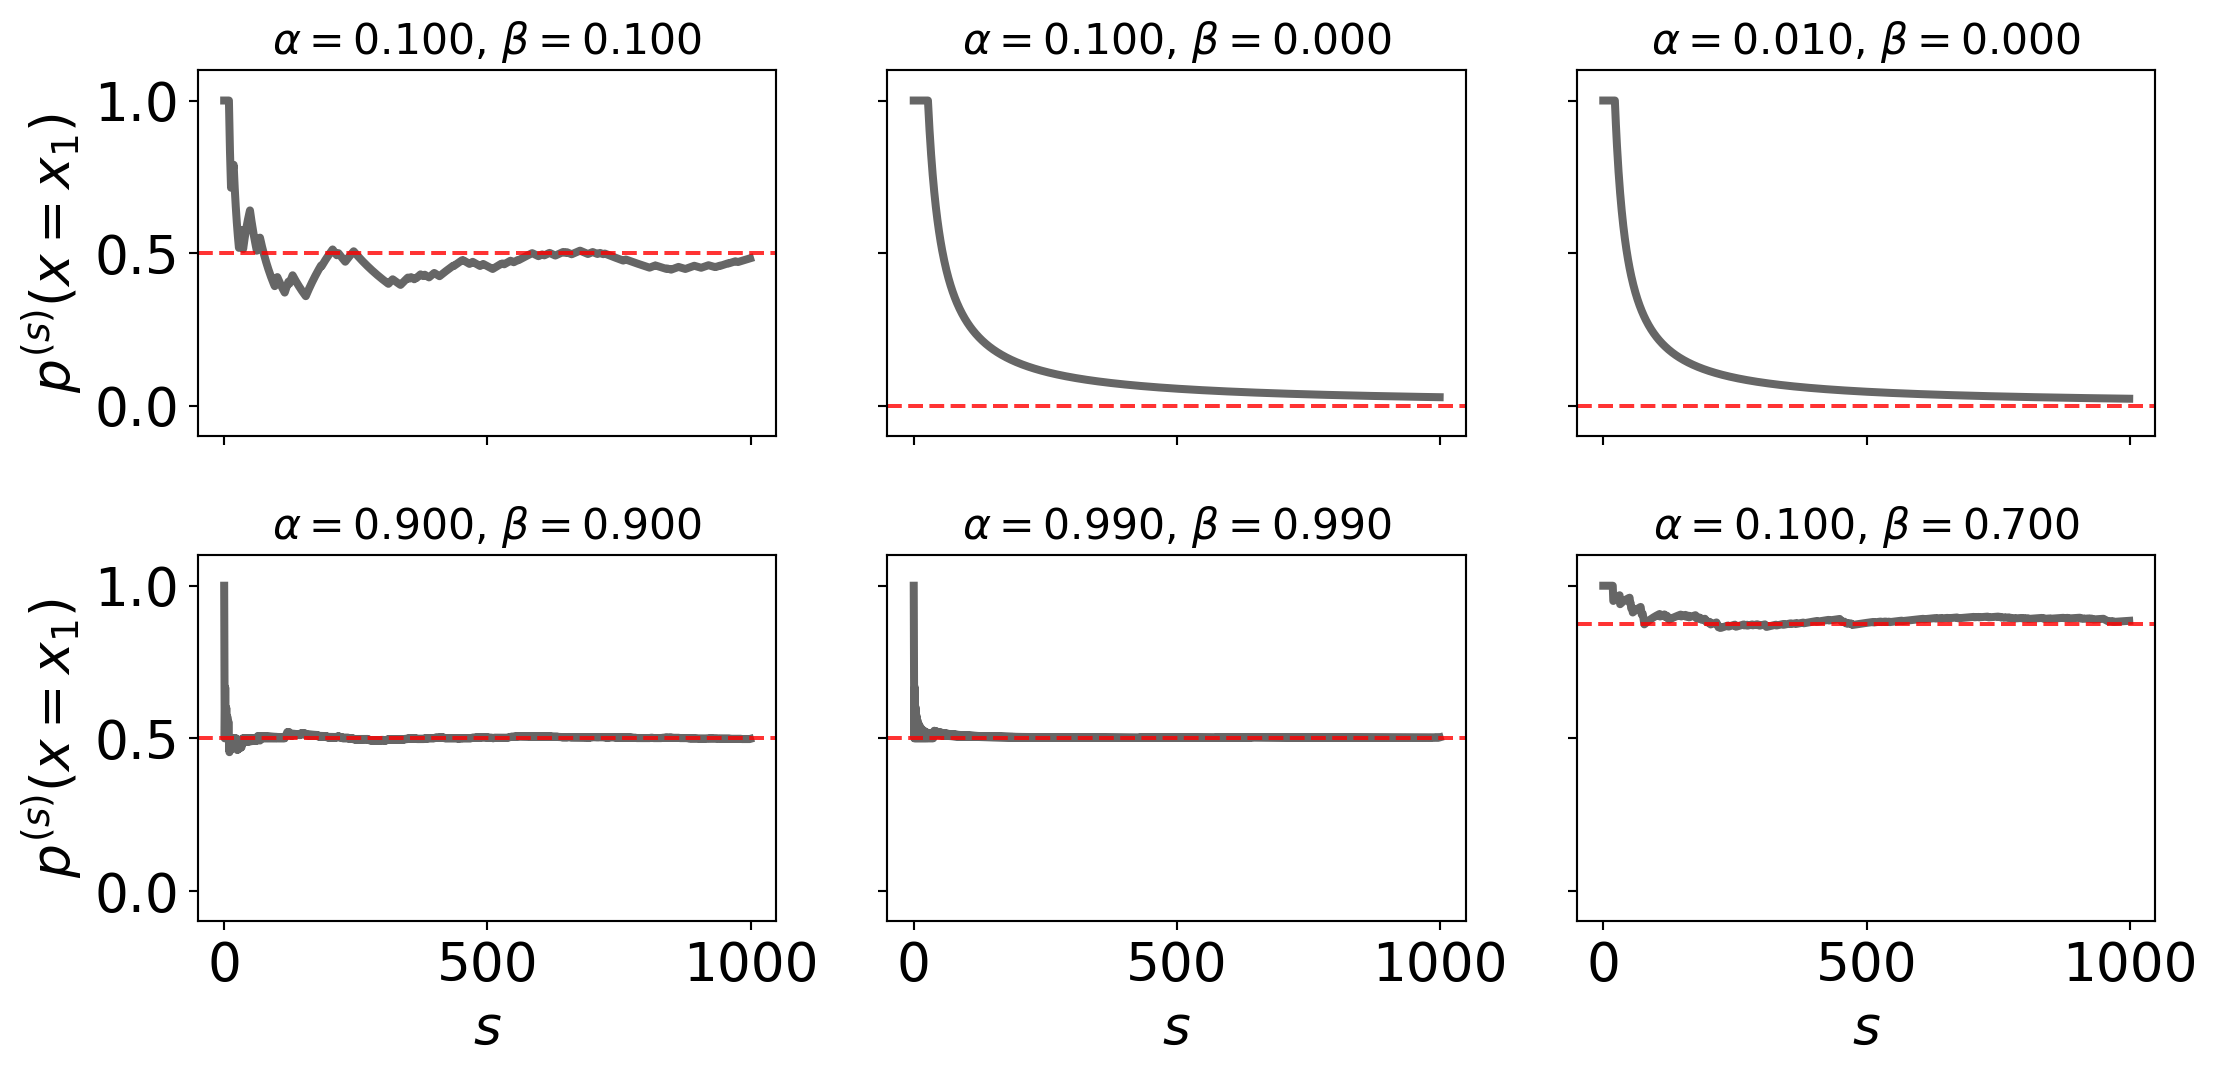 α = 0.100, β = 0.100
α = 0.100, β = 0.000
α = 0.010, β = 0.000
p^(s)(x = x₁)
1.0
0.5
0.0
α = 0.900, β = 0.900
α = 0.990, β = 0.990
α = 0.100, β = 0.700
p^(s)(x = x₁)
1.0
0.5
0.0
0 500 1000
0 500 1000
0 500 1000
s
s
s